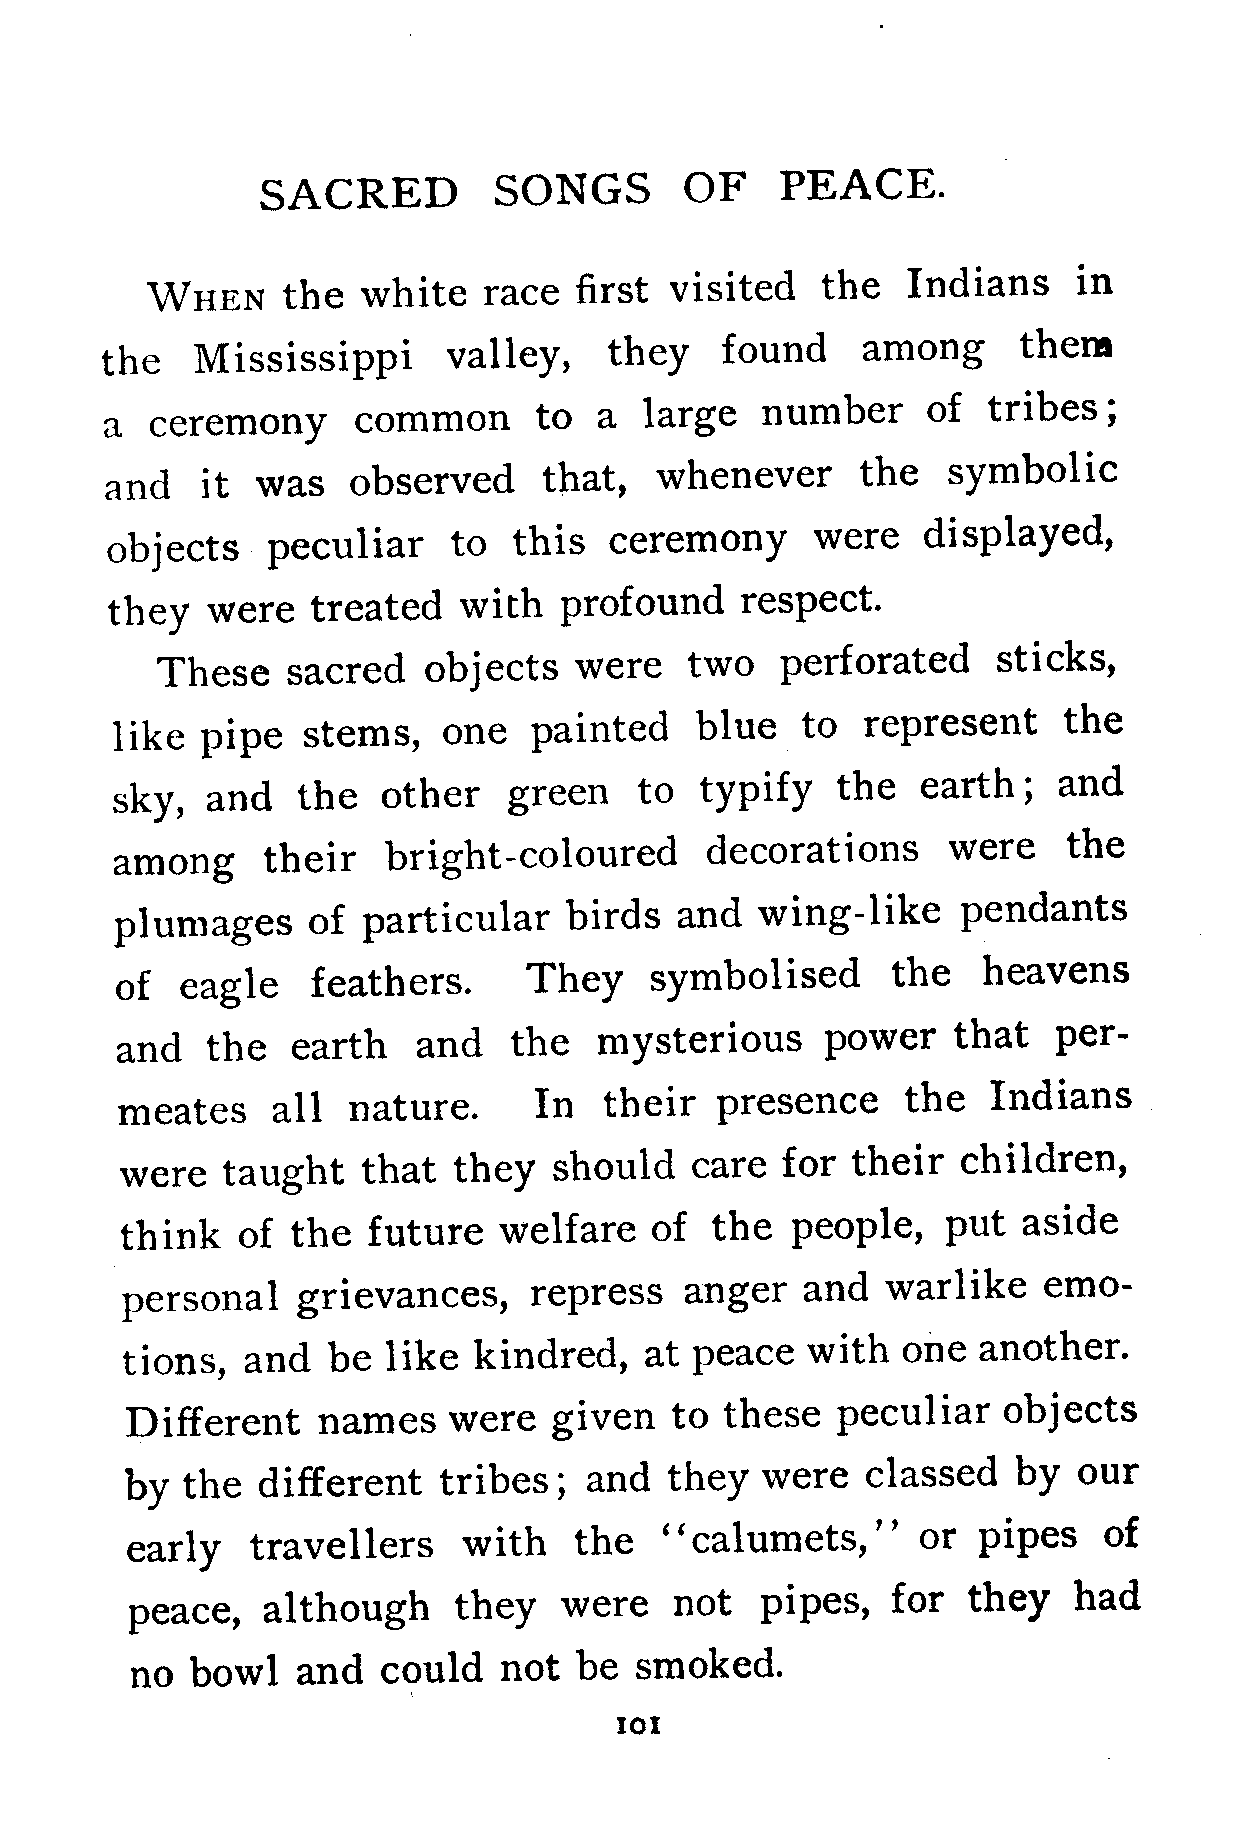 SACRED SONGS OF PEACE.
WHEN the white race first visited the Indians in
the Mississippi valley, they found among them
a ceremony common to a large number of tribes;
and it was observed that, whenever the symbolic
objects peculiar to this ceremony were displayed,
they were treated with profound respect.
These sacred objects were two perforated sticks,
like pipe stems, one painted blue to represent the
sky, and the other green to typify the earth; and
among their bright-coloured decorations were the
plumages of particular birds and wing-like pendants
of eagle feathers. They symbolised the heavens
and the earth and the mysterious power that per-
meates all nature. In their presence the Indians
were taught that they should care for their children,
think of the future welfare of the people, put aside
personal grievances, repress anger and warlike emo-
tions, and be like kindred, at peace with one another.
Different names were given to these peculiar objects
by the different tribes; and they were classed by our
early travellers with the "calumets," or pipes of
peace, although they were not pipes, for they had
no bowl and could not be smoked.
101